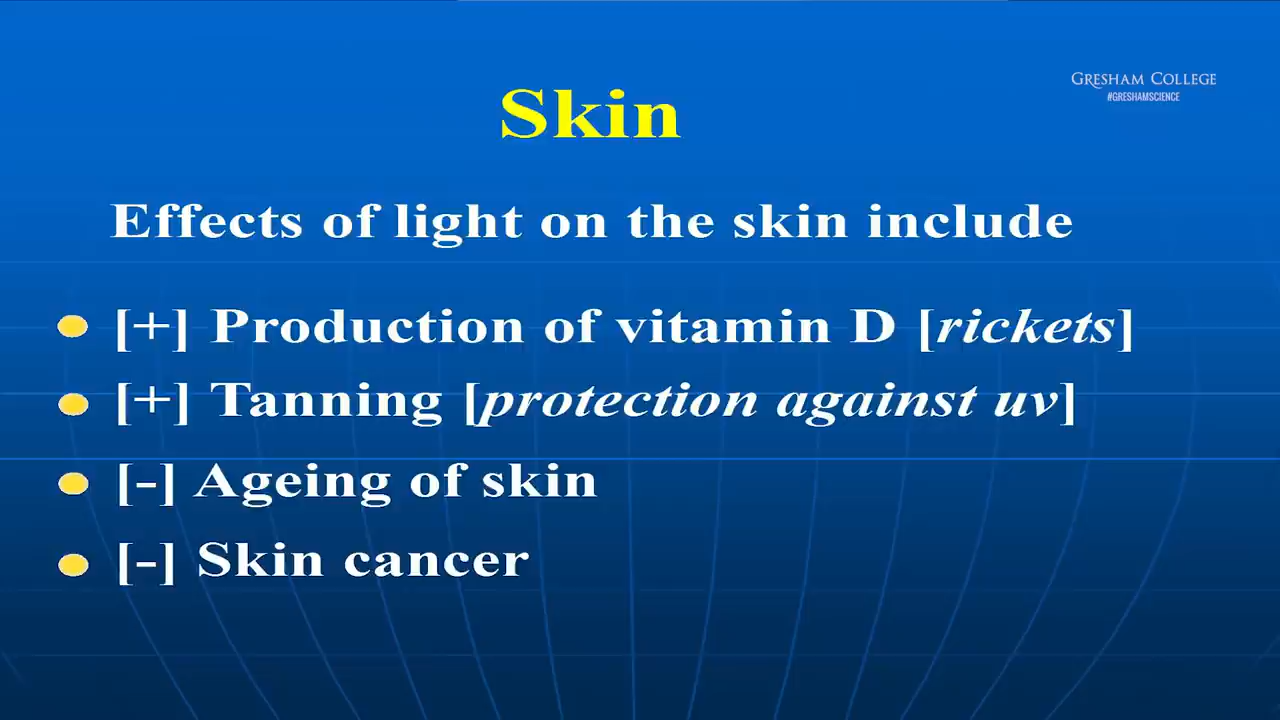 GRESHAM COLLEGE
#GRESHAMSCIENCE
Skin
Effects of light on the skin include
[+] Production of vitamin D [rickets]
[+] Tanning [protection against uv]
[-] Ageing of skin
[-] Skin cancer